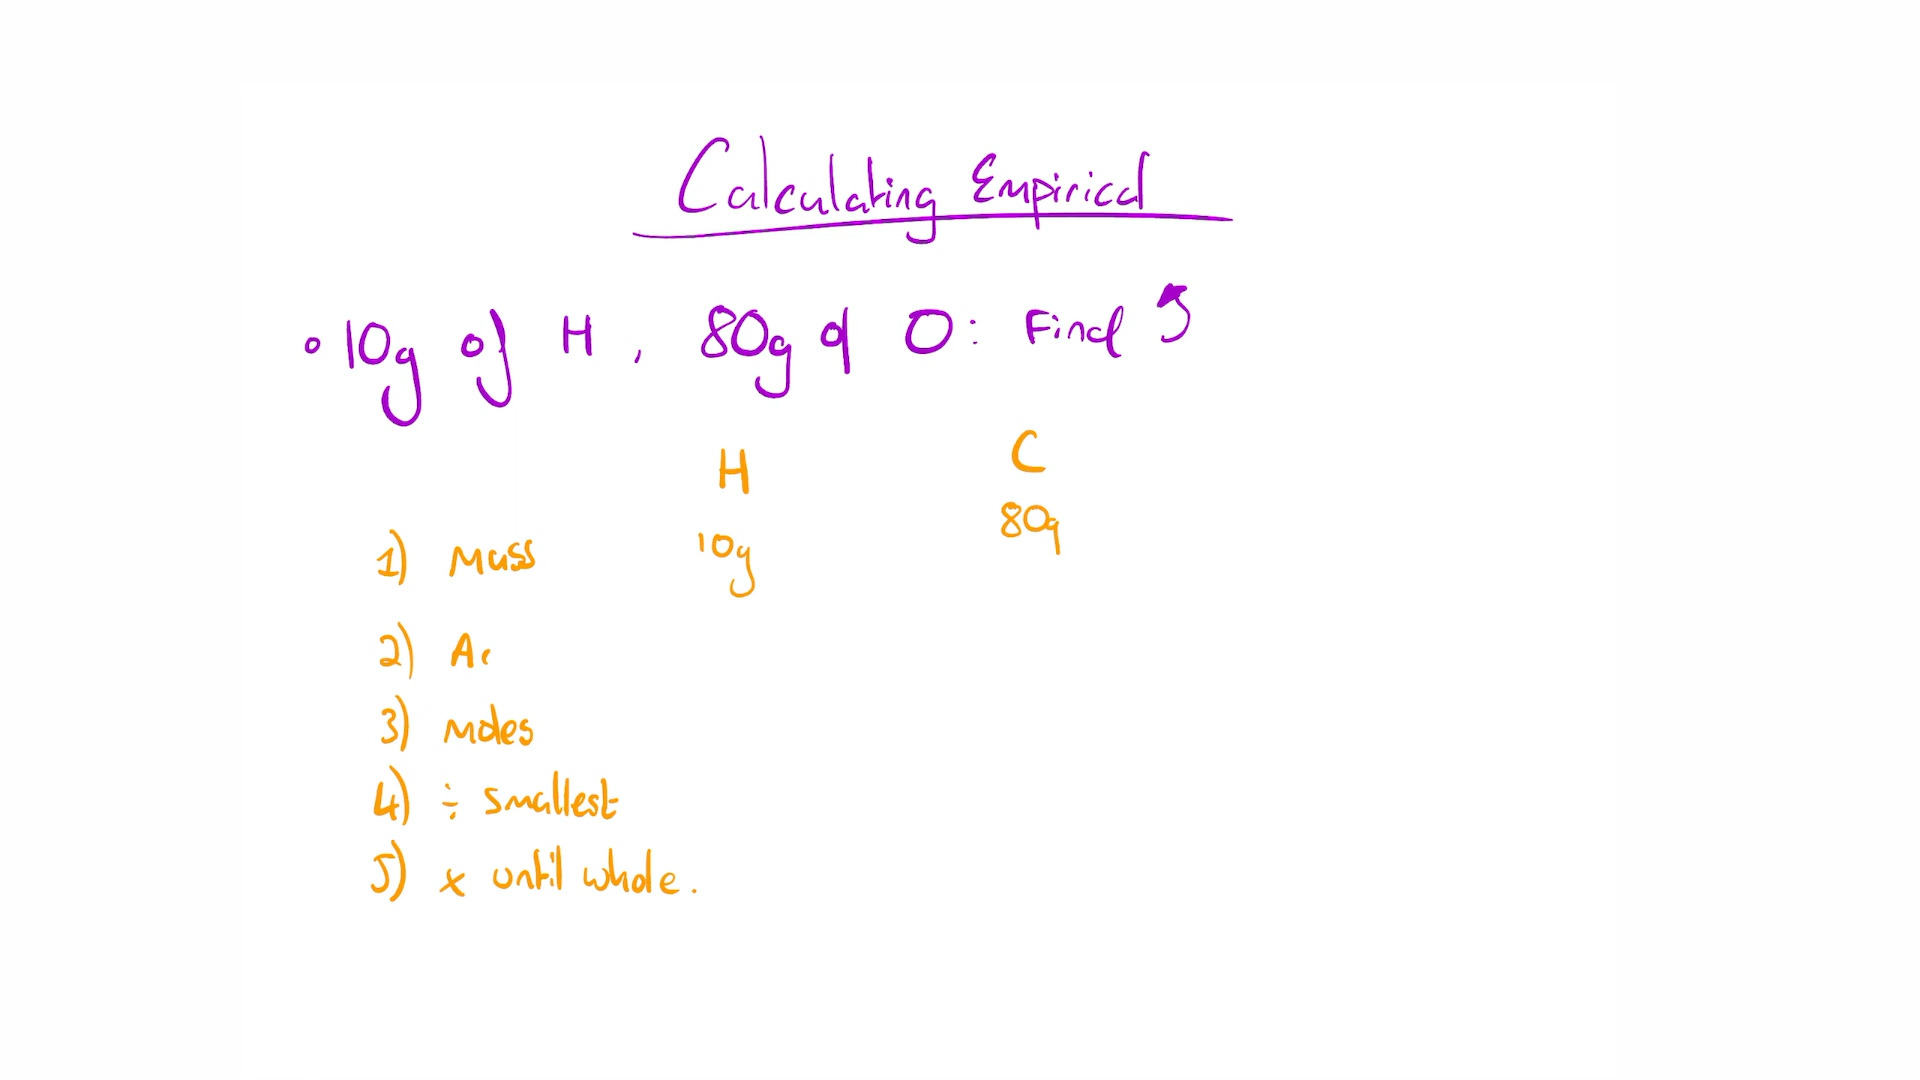 Calculating Empirical
• 10g of H, 80g of O: Find
H C
1) Mass 10g 80g
2) Ar
3) Moles
4) ÷ smallest
5) x until whole.